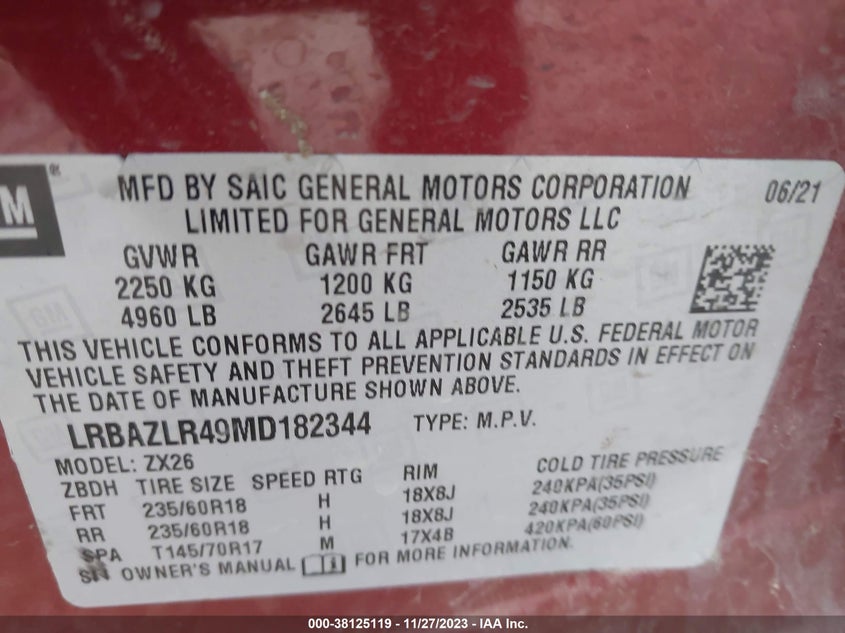 M ®
MFD BY SAIC GENERAL MOTORS CORPORATION 06/21
LIMITED FOR GENERAL MOTORS LLC
GVWR GAWR FRT GAWR RR
2250 KG 1200 KG 1150 KG
4960 LB 2645 LB 2535 LB
THIS VEHICLE CONFORMS TO ALL APPLICABLE U.S. FEDERAL MOTOR
VEHICLE SAFETY AND THEFT PREVENTION STANDARDS IN EFFECT ON
THE DATE OF MANUFACTURE SHOWN ABOVE.
LRBAZLR49MD182344 TYPE: M.P.V.
MODEL: ZX26
ZBDH TIRE SIZE SPEED RTG RIM COLD TIRE PRESSURE
FRT 235/60R18 H 18X8J 240KPA(35PSI)
RR 235/60R18 H 18X8J 240KPA(35PSI)
SPA T145/70R17 M 17X4B 420KPA(60PSI)
OWNER'S MANUAL FOR MORE INFORMATION.
000-38125119 - 11/27/2023 - IAA Inc.